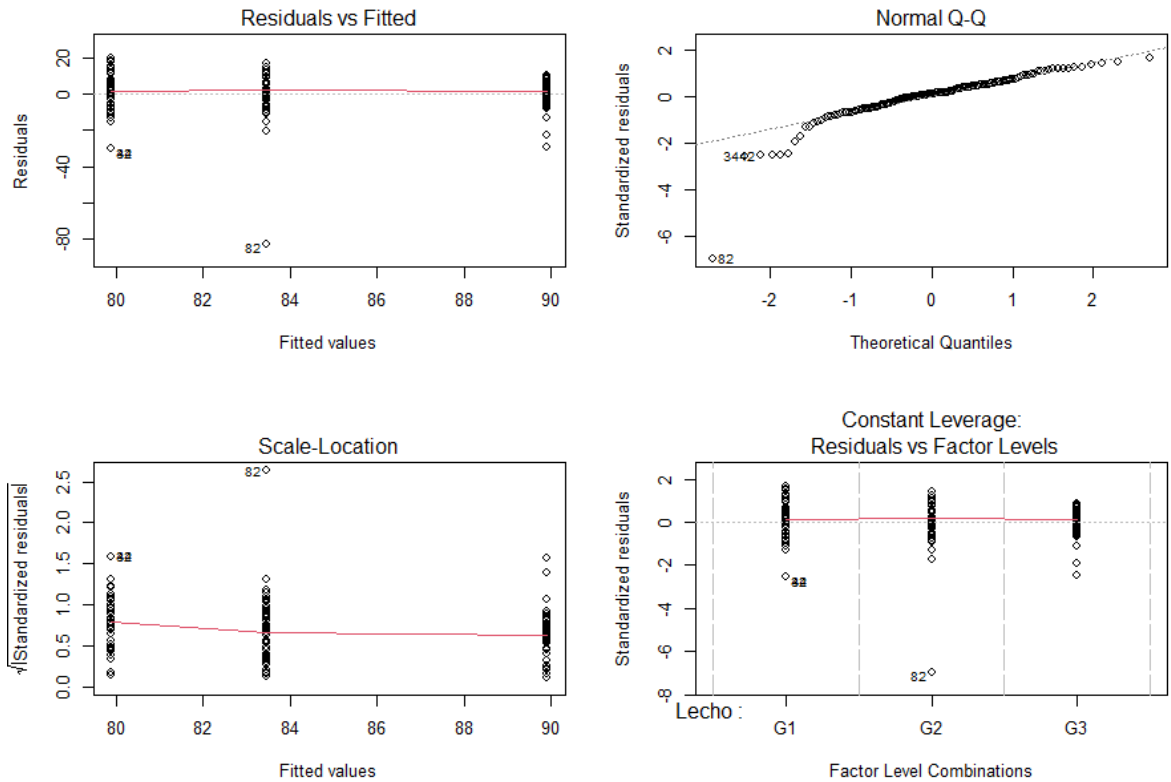 Residuals vs Fitted
Residuals
20
0
-40
-80
82
80
82
84
86
88
90
Fitted values
Normal Q-Q
Standardized residuals
2
0
-2
-4
-6
3442
82
-2
-1
0
1
2
Theoretical Quantiles
Scale-Location
√|Standardized residuals|
2.5
2.0
1.5
1.0
0.5
0.0
82
80
82
84
86
88
90
Fitted values
Constant Leverage:
Residuals vs Factor Levels
Standardized residuals
2
0
-2
-4
-6
-8
82
Lecho :
G1
G2
G3
Factor Level Combinations